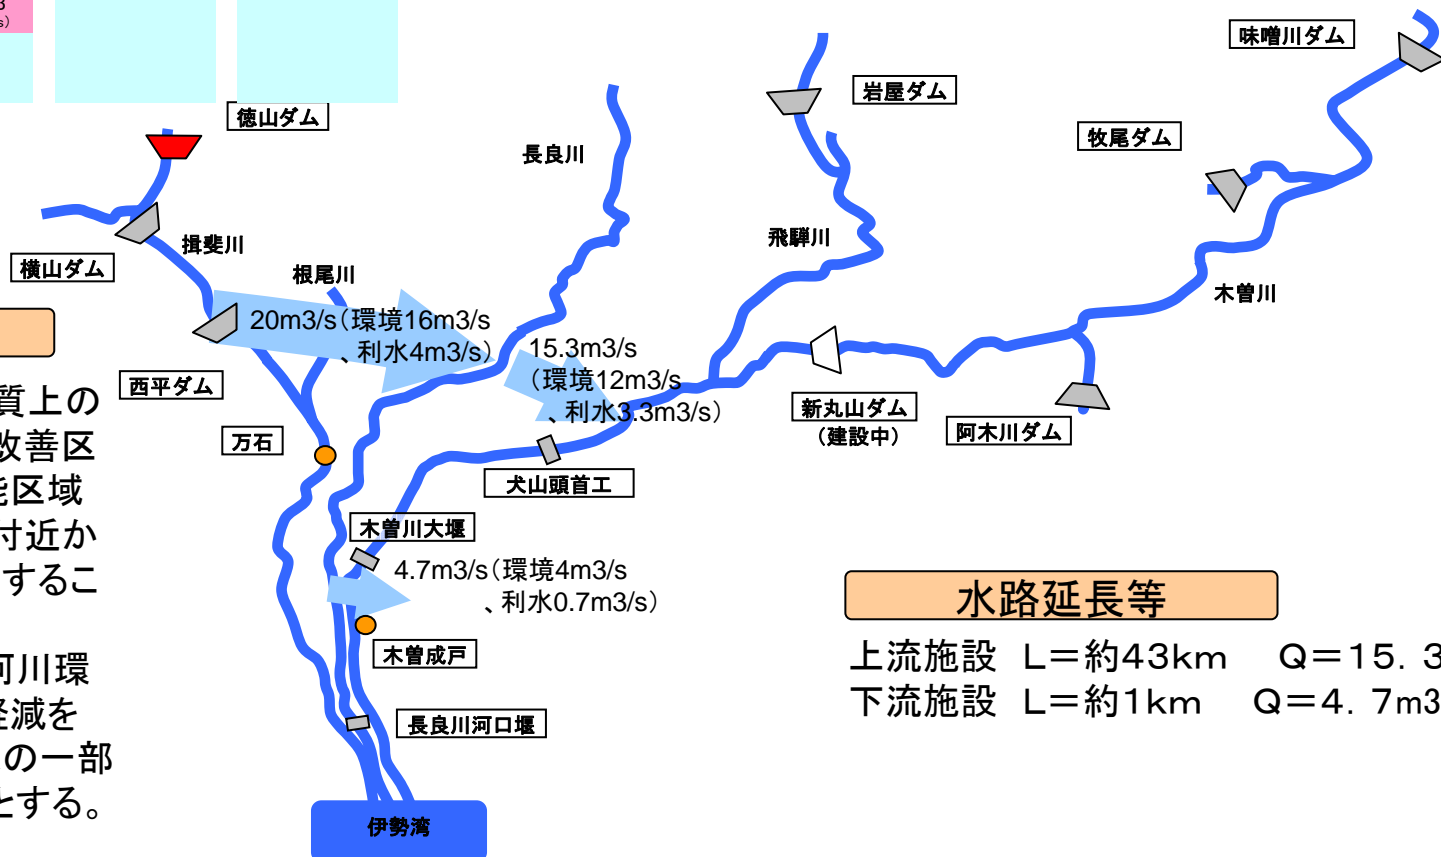 3
s）
徳山ダム
味噌川ダム
岩屋ダム
牧尾ダム
長良川
飛騨川
揖斐川
横山ダム
根尾川
木曽川
20m3/s（環境16m3/s
、利水4m3/s）
15.3m3/s
（環境12m3/s
、利水3.3m3/s）
西平ダム
新丸山ダム
（建設中）
阿木川ダム
万石
犬山頭首工
木曽川大堰
4.7m3/s（環境4m3/s
、利水0.7m3/s）
木曽成戸
長良川河口堰
伊勢湾
質上の
改善区
能区域
付近か
するこ
河川環
軽減を
の一部
とする。
水路延長等
上流施設 L＝約43km Q＝15．3
下流施設 L＝約1km Q＝4．7m3